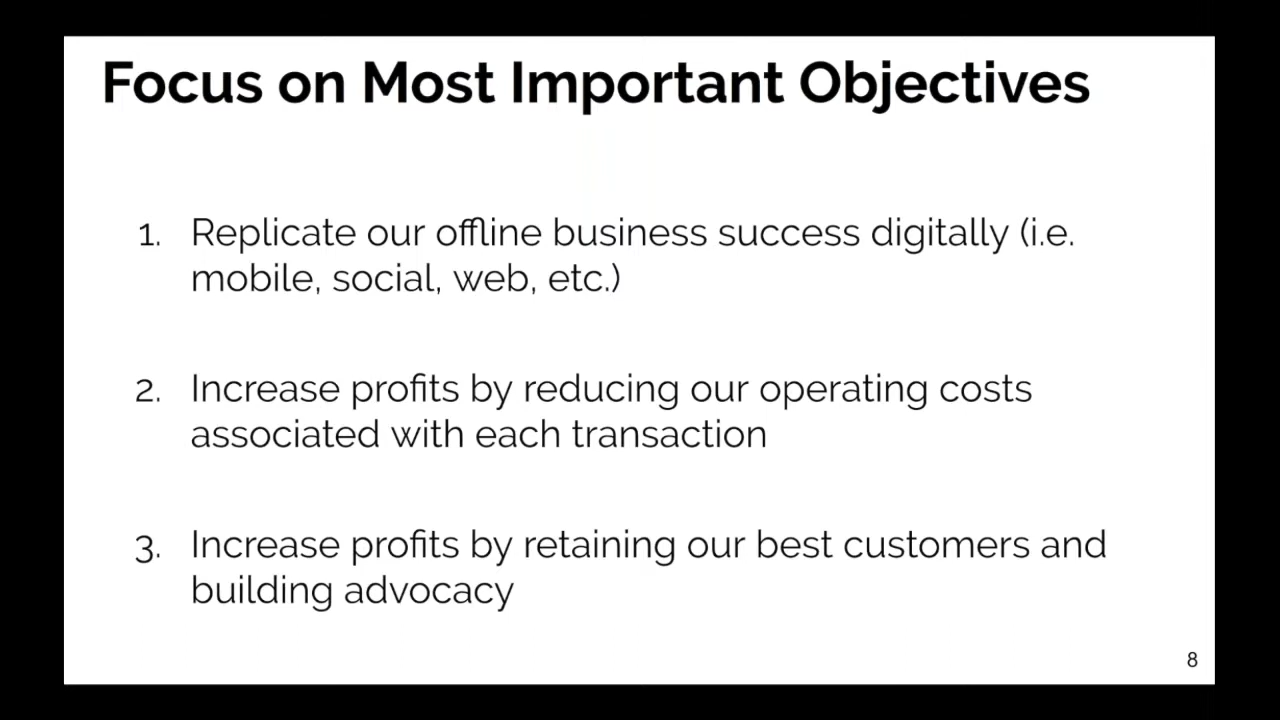 Focus on Most Important Objectives
1. Replicate our offline business success digitally (i.e.
mobile, social, web, etc.)
2. Increase profits by reducing our operating costs
associated with each transaction
3. Increase profits by retaining our best customers and
building advocacy
8